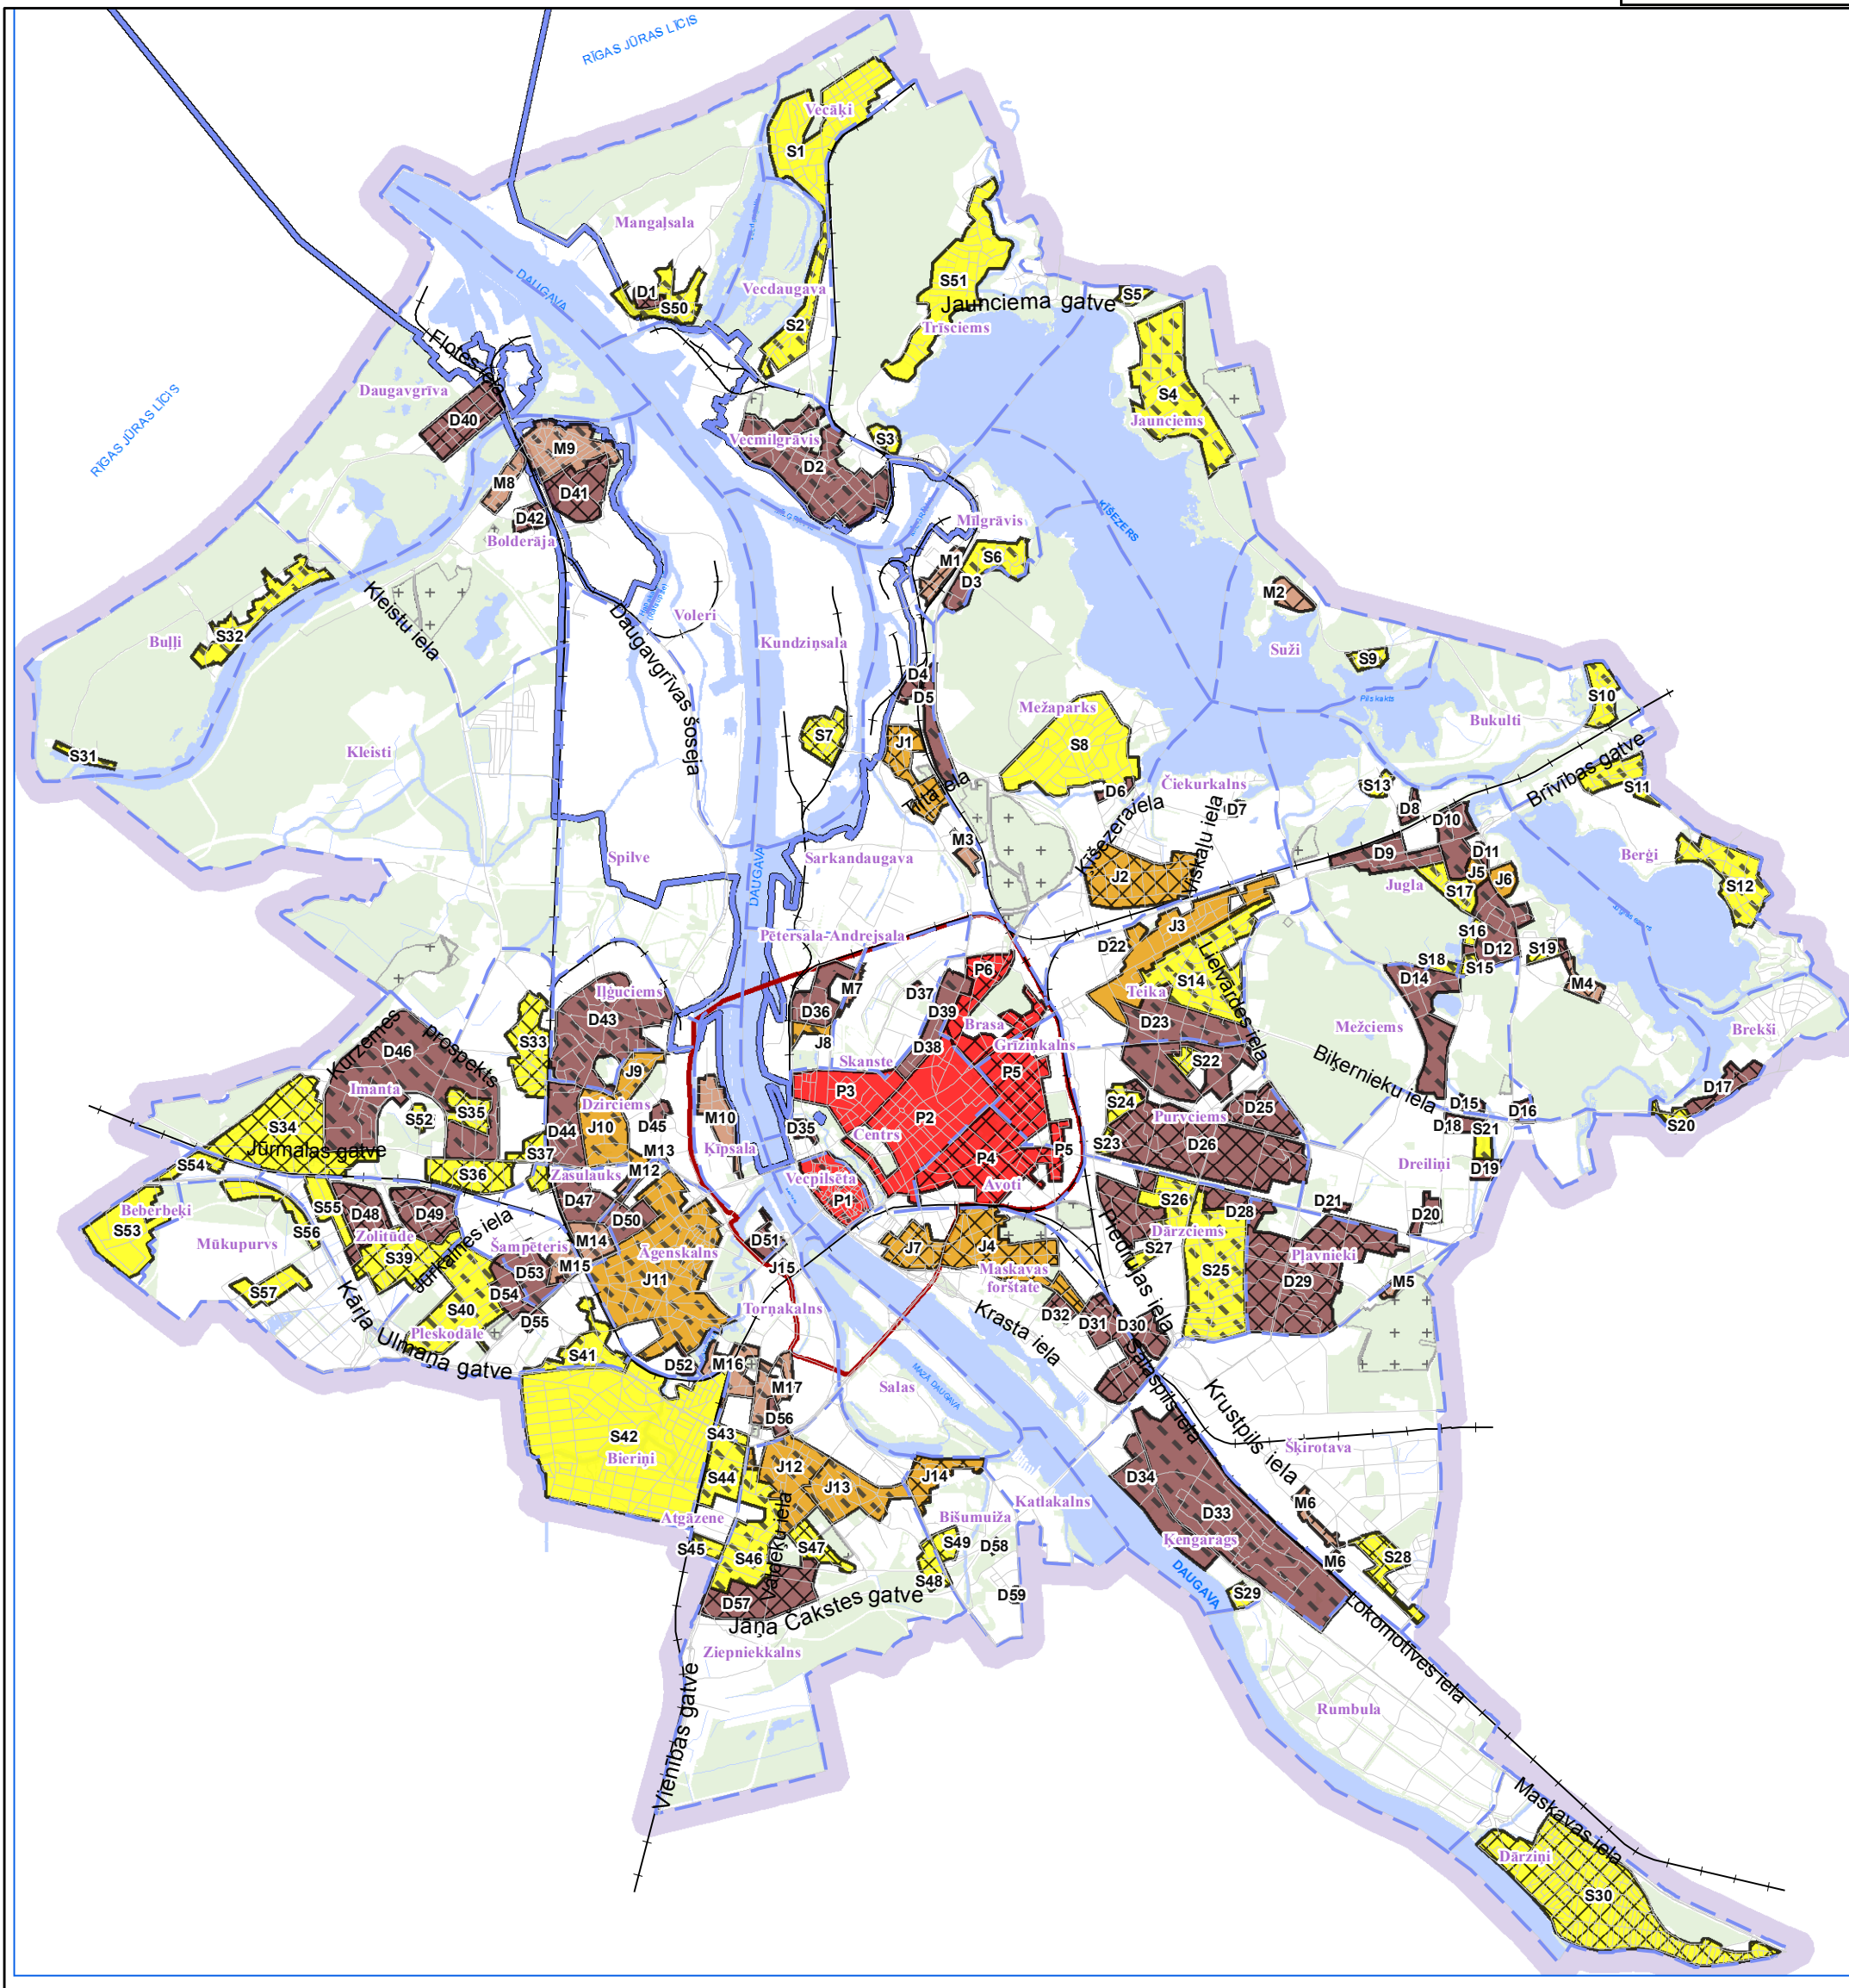 RĪGAS JŪRAS LĪCIS
Vecāķi
S1
Mangaļsala
DAUGAVA
D1
S50
Vecdaugava
S2
S51
Jaunciema gatve
S5
Trīsciems
Flotes iela
Daugavgrīva
D40
RĪGAS JŪRAS LĪCIS
S4
Jaunciems
M9
Vecmīlgrāvis
S3
D2
M8
D41
D42
Bolderāja
ĶĪŠEZERS
Mīlgrāvis
M1
S6
D3
M2
Kleistu iela
Voleri
Daugavgrīvas šoseja
Kundziņsala
Buļļi
S32
Suži
S9
D4
D5
Pils kakts
S10
Mežaparks
Bukulti
S7
J1
S8
Kleisti
S31
Brīvības gatve
Tilta iela
D6
Čiekurkalns
S13
S11
D7
D8
D10
Ķīšezera iela
Viskaļu iela
M3
Spilve
DAUGAVA
Sarkandaugava
J2
D9
D11
Berģi
J5
J6
Jugla
S17
S12
J3
Pētersala-Andrejsala
D22
S16
D12
S19
P6
Lielvārdes iela
S18
S15
D14
M4
Iļģuciems
M7
D37
Teika
S14
D43
D36
D39
Brasa
D23
Mežciems
Brekši
Kurzemes prospekts
S33
J8
D38
Grīziņkalns
D46
Skanste
Biķernieku iela
S22
J9
P5
Imanta
P3
D17
S35
Dzirciems
S24
D25
D15
D16
S52
M10
P2
Purvciems
S20
S34
D44
J10
D45
D35
Centrs
D18
S21
D26
Jūrmalas gatve
S37
M13
Ķīpsala
S23
S54
S36
Zasulauks
M12
Vecpilsēta
P4
P5
Dreiliņi
D19
D47
P1
Avoti
S26
Beberbeķi
S55
D48
D49
D50
D28
D21
D20
S53
S56
Zolitūde
Dārzciems
Mūkupurvs
S39
Jūrkalnes iela
Šampēteris
M14
Āgenskalns
D51
J7
J4
S27
Pļavnieki
M15
J15
Maskavas
forštate
Piedrujas iela
S57
D53
J11
S25
D29
M5
D54
S40
Torņakalns
D32
D31
D30
Kārļa Ulmaņa gatve
Pleskodāle
D55
Krasta iela
S41
D52
M16
Salaspils iela
M17
Salas
MAZĀ DAUGAVA
Krustpils iela
D56
S42
S43
Bieriņi
Šķirotava
S44
J12
J14
D34
J13
Katlakalns
M6
Atgāzene
Bišumuiža
D33
Valdeķu iela
Ķengarags
S45
S46
S47
S49
D58
S28
M6
S48
D57
D59
S29
DAUGAVA
Jāņa Čakstes gatve
Lokomotīves iela
Ziepniekkalns
Vienības gatve
Rumbula
Maskavas iela
Dārziņi
S30